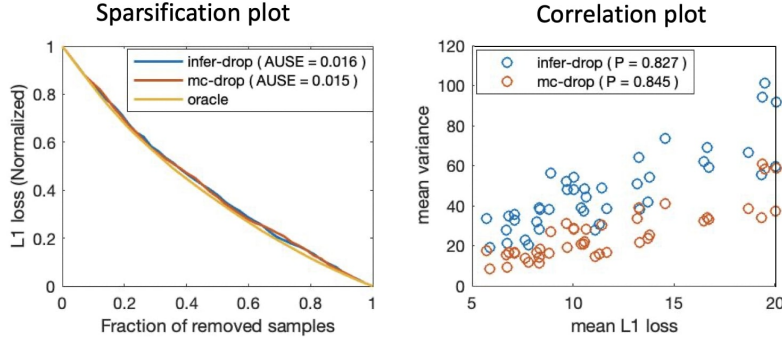 Sparsification plot
1
0.8
0.6
0.4
0.2
0
0
0.2
0.4
0.6
0.8
1
L1 loss (Normalized)
Fraction of removed samples
infer-drop ( AUSE = 0.016 )
mc-drop ( AUSE = 0.015 )
oracle
Correlation plot
120
100
80
60
40
20
0
5
10
15
20
mean variance
mean L1 loss
infer-drop ( P = 0.827 )
mc-drop ( P = 0.845 )